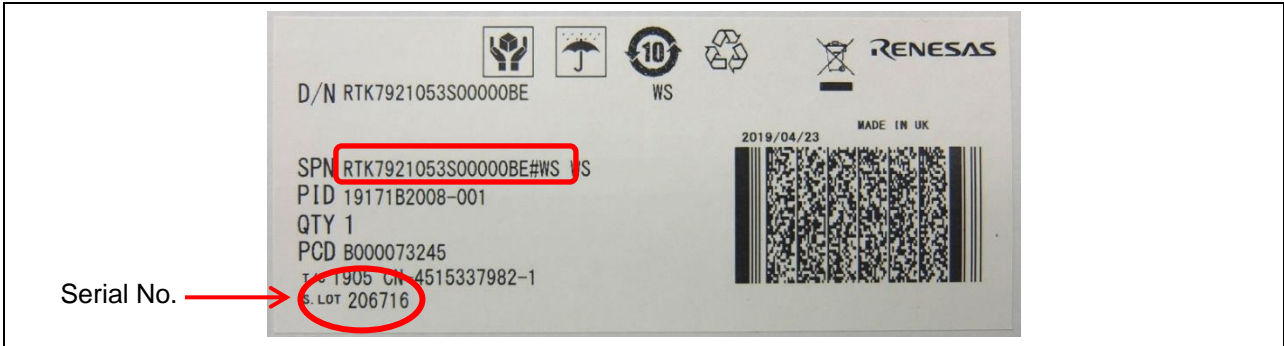 10
RENESAS
WS
D/N RTK7921053S00000BE
MADE IN UK
2019/04/23
SPN RTK7921053S00000BE#WS WS
PID 19171B2008-001
QTY 1
PCD B000073245
1905 CN-4515337982-1
Serial No.
S.LOT 206716